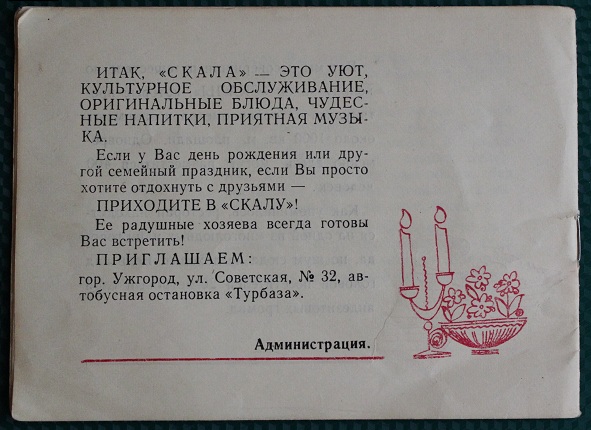 ИТАК, «СКАЛА» — ЭТО УЮТ,
КУЛЬТУРНОЕ ОБСЛУЖИВАНИЕ,
ОРИГИНАЛЬНЫЕ БЛЮДА, ЧУДЕС-
НЫЕ НАПИТКИ, ПРИЯТНАЯ МУЗЫ-
КА.
Если у Вас день рождения или дру-
гой семейный праздник, если Вы просто
хотите отдохнуть с друзьями —
ПРИХОДИТЕ В «СКАЛУ»!
Ее радушные хозяева всегда готовы
Вас встретить!
ПРИГЛАШАЕМ:
гор. Ужгород, ул. Советская, № 32, ав-
тобусная остановка «Турбаза».
Администрация.